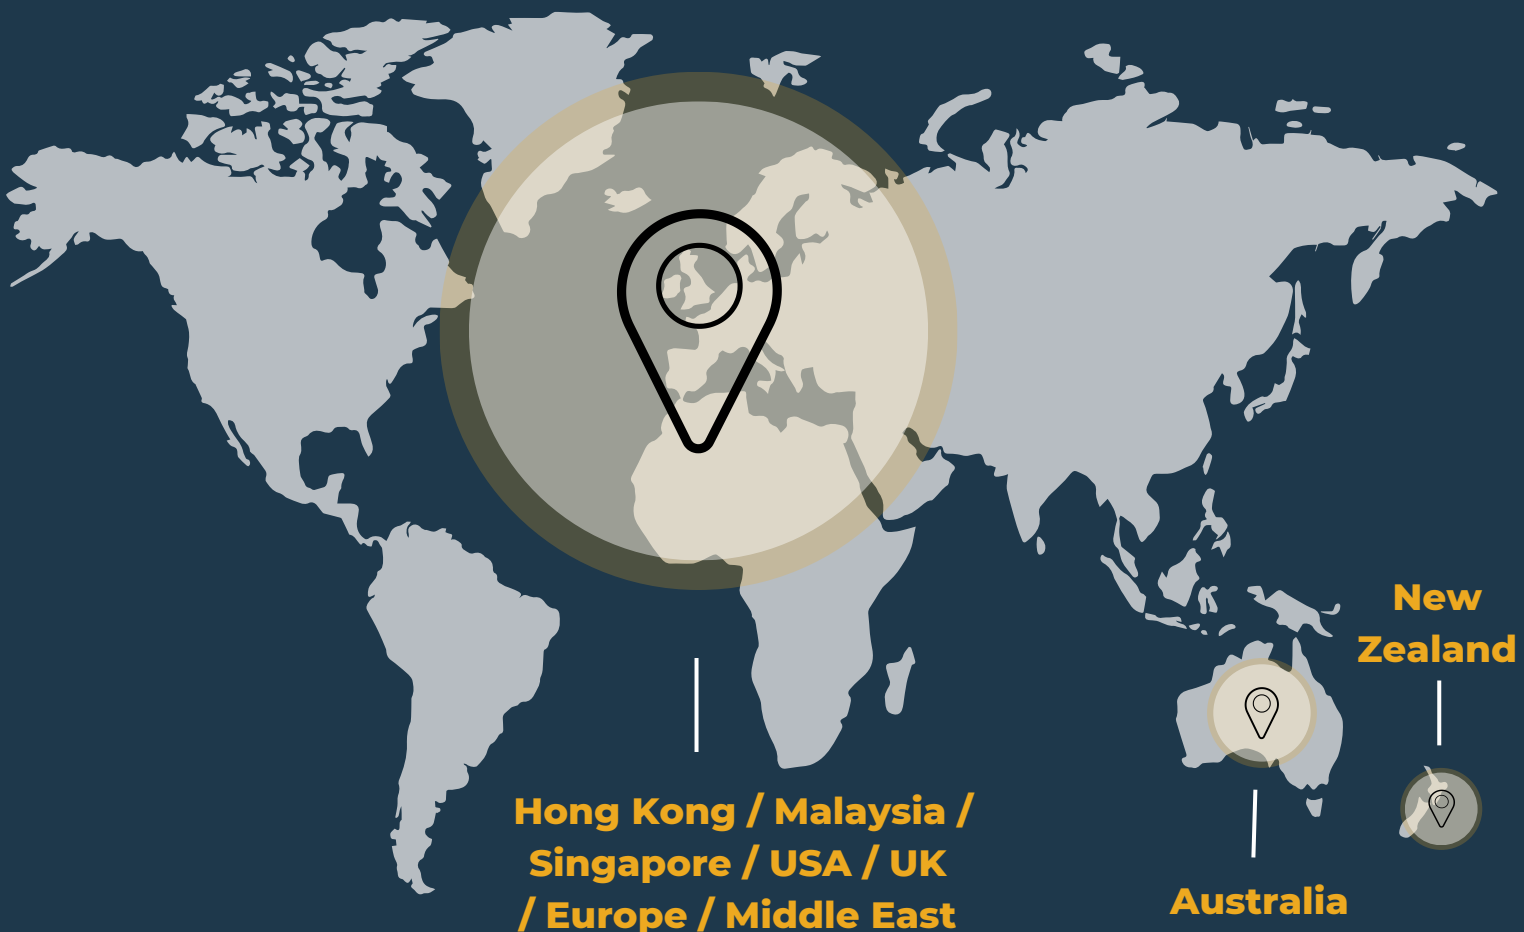 New
Zealand
Hong Kong / Malaysia /
Singapore / USA / UK
/ Europe / Middle East
Australia